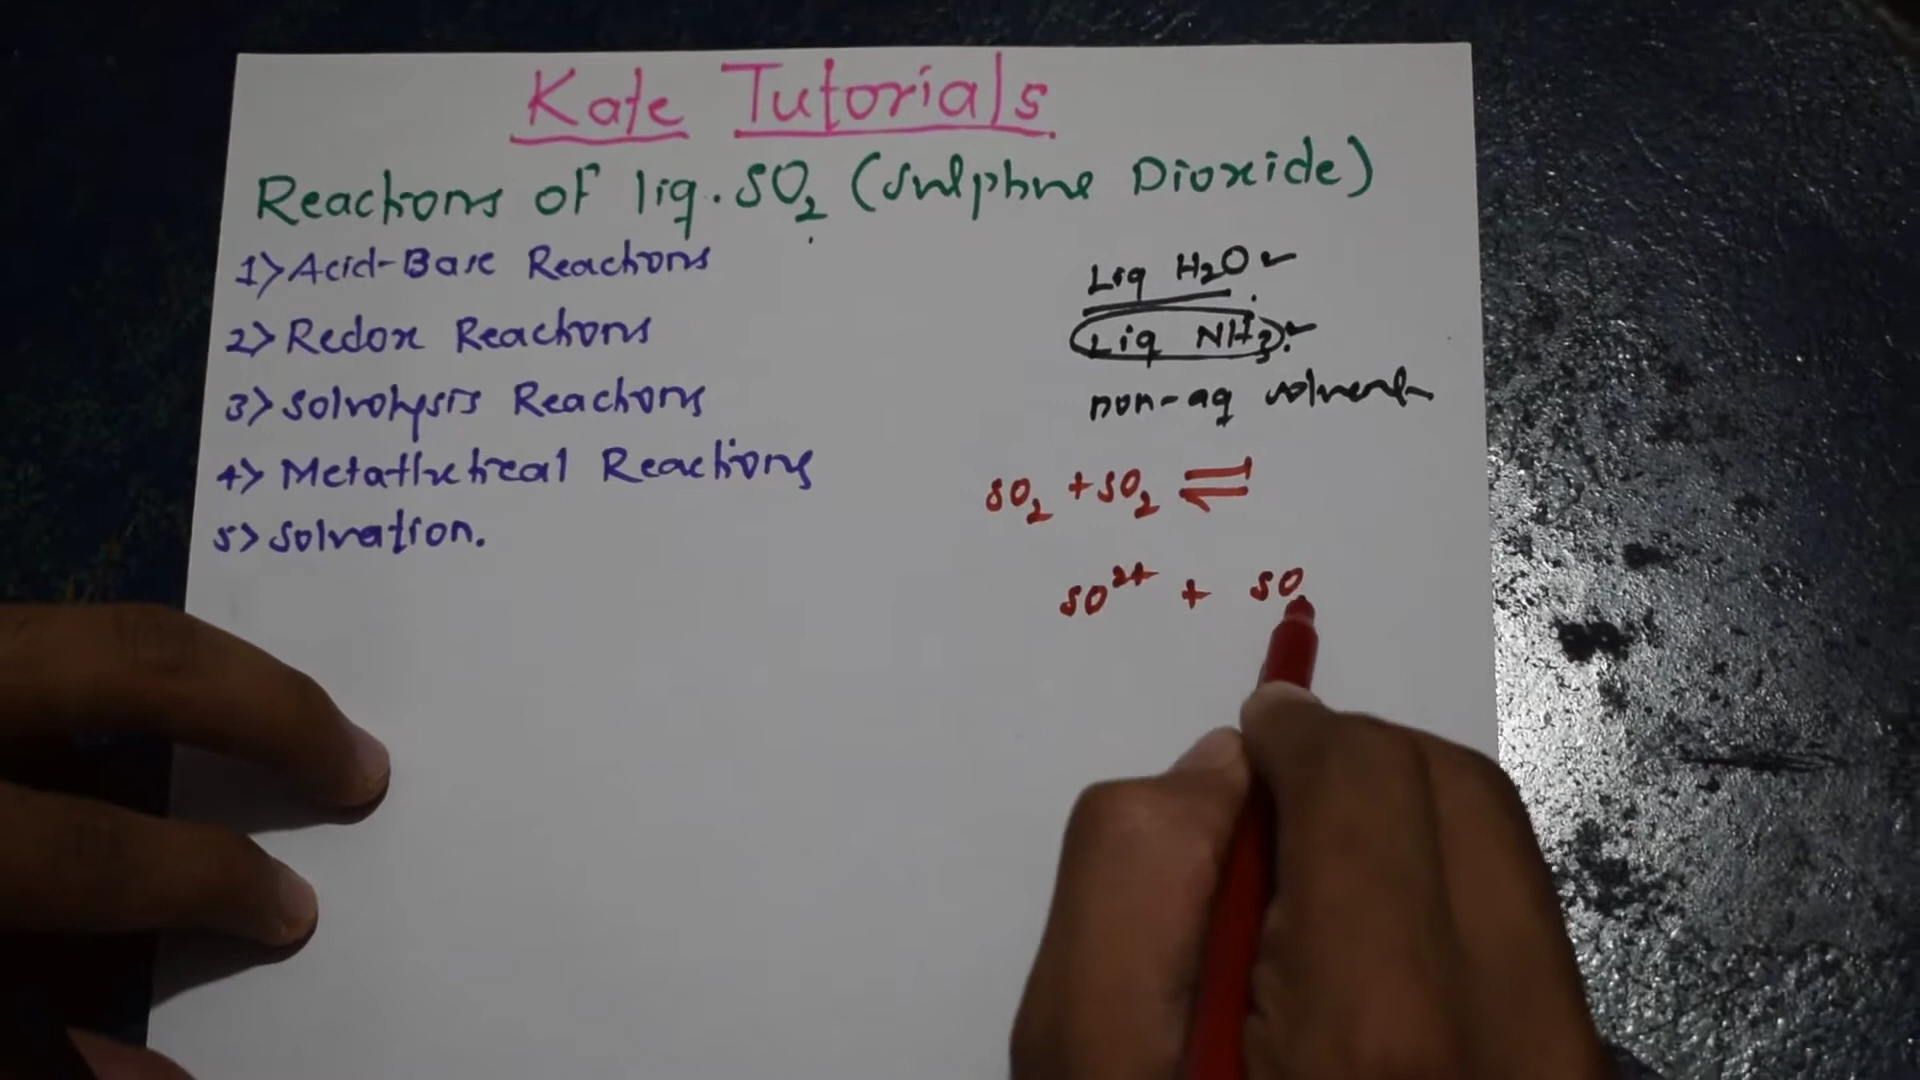 Kate Tutorials
Reactions of liq. SO₂ (Sulphur Dioxide)
1> Acid-Base Reactions
2> Redox Reactions
3> Solvolysis Reactions
4> Metathetical Reactions
5> Solvation.
Liq H₂O
Liq NH₃.
non-aq solvent
SO₂ + SO₂ ⇌
SO²⁺ + SO